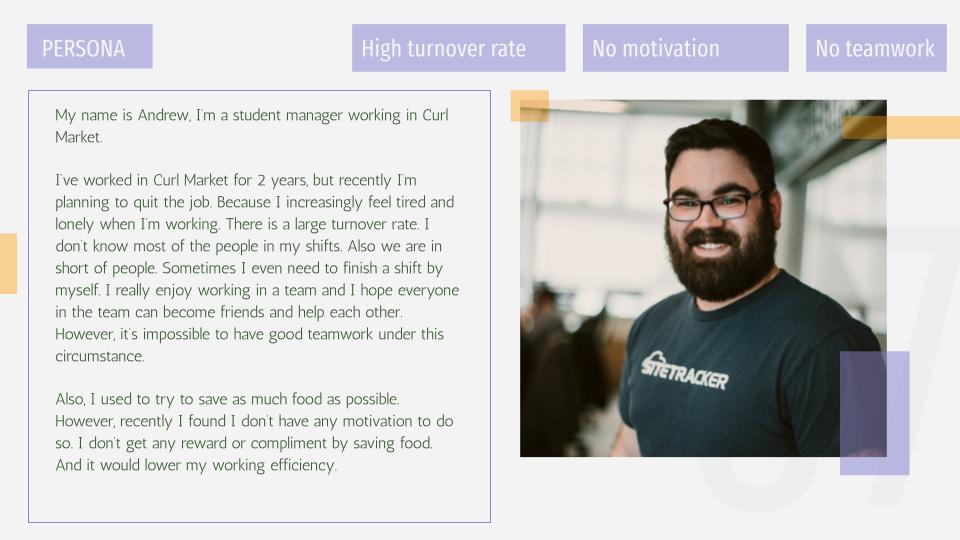 PERSONA
High turnover rate
No motivation
No teamwork
My name is Andrew, I'm a student manager working in Curl
Market.
I've worked in Curl Market for 2 years, but recently I'm
planning to quit the job. Because I increasingly feel tired and
lonely when I'm working. There is a large turnover rate. I
don't know most of the people in my shifts. Also we are in
short of people. Sometimes I even need to finish a shift by
myself. I really enjoy working in a team and I hope everyone
in the team can become friends and help each other.
However, it's impossible to have good teamwork under this
circumstance.
Also, I used to try to save as much food as possible.
However, recently I found I don't have any motivation to do
so. I don't get any reward or compliment by saving food.
And it would lower my working efficiency.
SITETRACKER
07